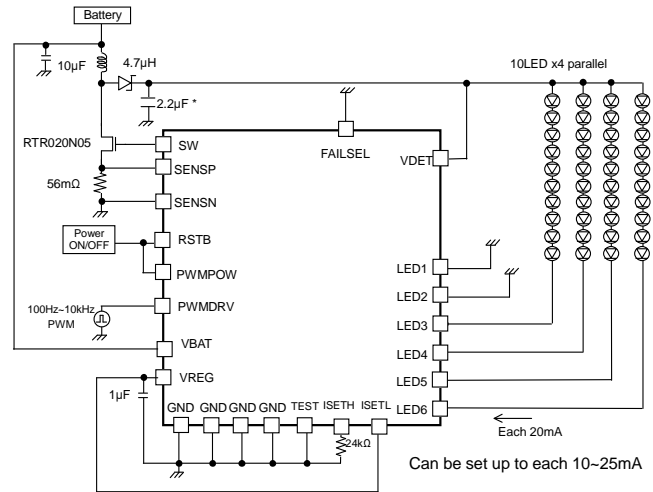 Battery
4.7µH
10µF
10LED x4 parallel
2.2µF *
RTR020N05
SW
FAILSEL
VDET
SENSP
56mΩ
SENSN
Power
ON/OFF
RSTB
PWMPOW
LED1
LED2
100Hz~10kHz
PWM
PWMDRV
LED3
VBAT
LED4
VREG
LED5
1µF
GND GND GND GND TEST ISETH ISETL
LED6
24kΩ
Each 20mA
Can be set up to each 10~25mA